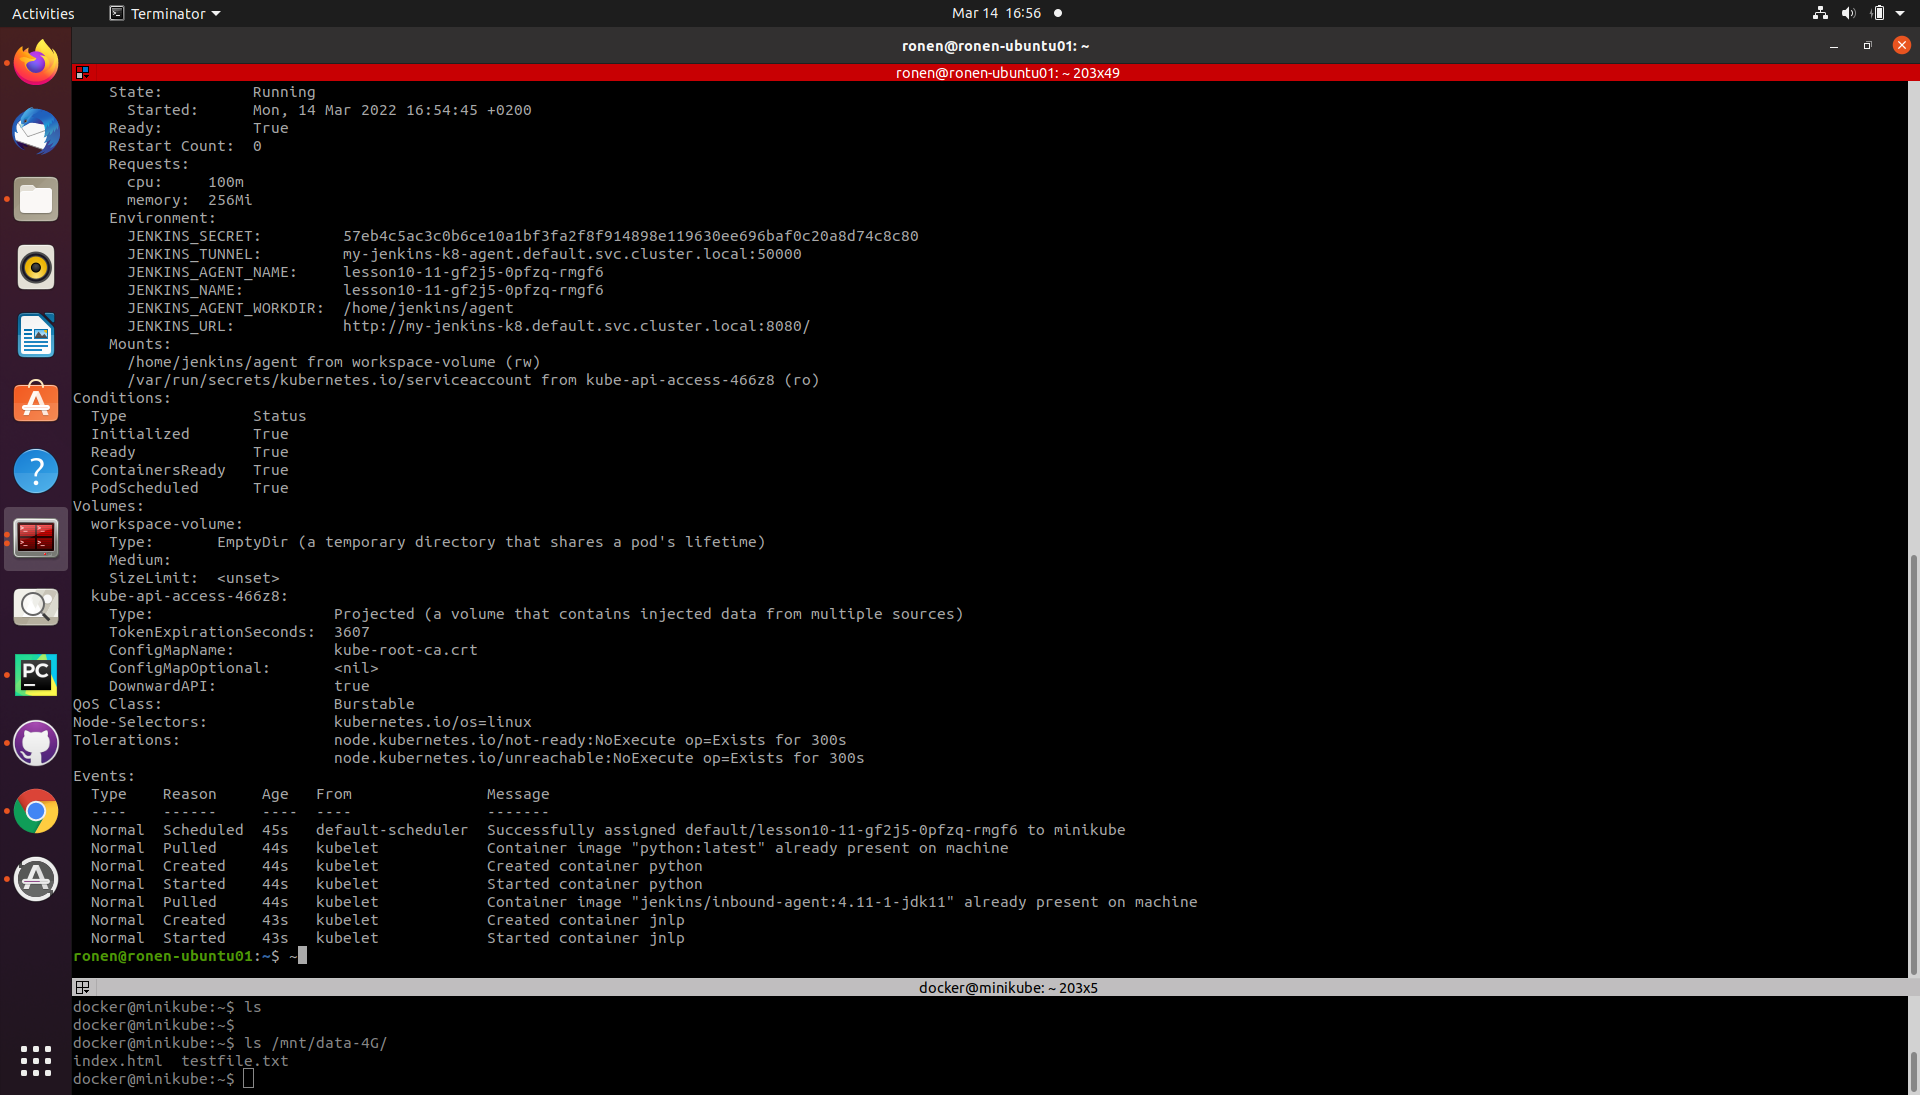 Activities
Terminator
Mar 14 16:56
ronen@ronen-ubuntu01: ~
ronen@ronen-ubuntu01: ~ 203x49
    State:          Running
      Started:      Mon, 14 Mar 2022 16:54:45 +0200
    Ready:          True
    Restart Count:  0
    Requests:
      cpu:     100m
      memory:  256Mi
    Environment:
      JENKINS_SECRET:         57eb4c5ac3c0b6ce10a1bf3fa2f8f914898e119630ee696baf0c20a8d74c8c80
      JENKINS_TUNNEL:         my-jenkins-k8-agent.default.svc.cluster.local:50000
      JENKINS_AGENT_NAME:     lesson10-11-gf2j5-0pfzq-rmgf6
      JENKINS_NAME:           lesson10-11-gf2j5-0pfzq-rmgf6
      JENKINS_AGENT_WORKDIR:  /home/jenkins/agent
      JENKINS_URL:            http://my-jenkins-k8.default.svc.cluster.local:8080/
    Mounts:
      /home/jenkins/agent from workspace-volume (rw)
      /var/run/secrets/kubernetes.io/serviceaccount from kube-api-access-466z8 (ro)
Conditions:
  Type              Status
  Initialized       True
  Ready             True
  ContainersReady   True
  PodScheduled      True
Volumes:
  workspace-volume:
    Type:       EmptyDir (a temporary directory that shares a pod's lifetime)
    Medium:
    SizeLimit:  <unset>
  kube-api-access-466z8:
    Type:                    Projected (a volume that contains injected data from multiple sources)
    TokenExpirationSeconds:  3607
    ConfigMapName:           kube-root-ca.crt
    ConfigMapOptional:       <nil>
    DownwardAPI:             true
QoS Class:                   Burstable
Node-Selectors:              kubernetes.io/os=linux
Tolerations:                 node.kubernetes.io/not-ready:NoExecute op=Exists for 300s
                             node.kubernetes.io/unreachable:NoExecute op=Exists for 300s
Events:
  Type    Reason     Age   From               Message
  ----    ------     ----  ----               -------
  Normal  Scheduled  45s   default-scheduler  Successfully assigned default/lesson10-11-gf2j5-0pfzq-rmgf6 to minikube
  Normal  Pulled     44s   kubelet            Container image "python:latest" already present on machine
  Normal  Created    44s   kubelet            Created container python
  Normal  Started    44s   kubelet            Started container python
  Normal  Pulled     44s   kubelet            Container image "jenkins/inbound-agent:4.11-1-jdk11" already present on machine
  Normal  Created    43s   kubelet            Created container jnlp
  Normal  Started    43s   kubelet            Started container jnlp
ronen@ronen-ubuntu01:~$ ~
docker@minikube: ~ 203x5
docker@minikube:~$ ls
docker@minikube:~$
docker@minikube:~$ ls /mnt/data-4G/
index.html  testfile.txt
docker@minikube:~$
PC